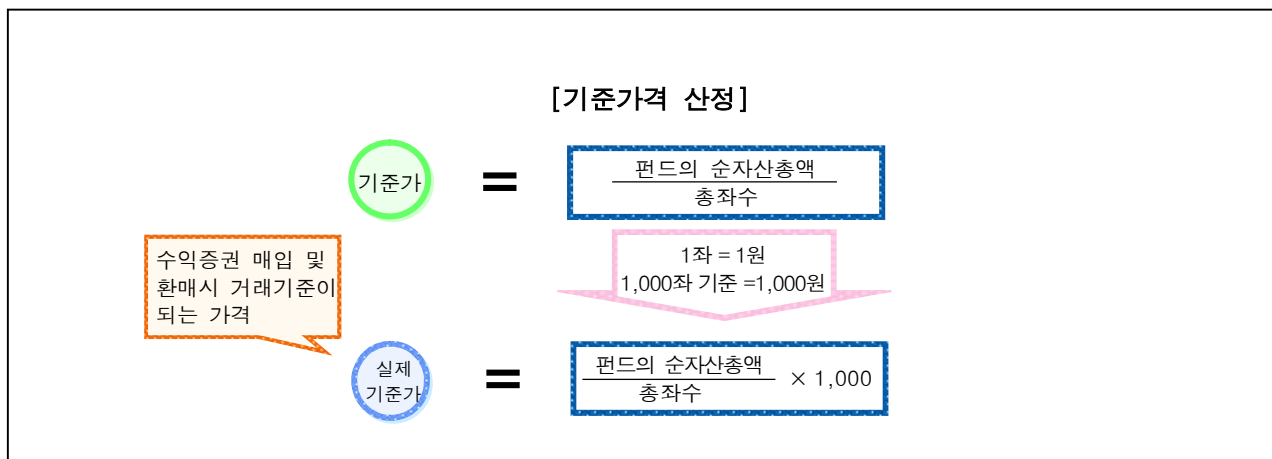 [기준가격 산정]
기준가
=
펀드의 순자산총액
총좌수
수익증권 매입 및
환매시 거래기준이
되는 가격
1좌 = 1원
1,000좌 기준 =1,000원
실제
기준가
=
펀드의 순자산총액
총좌수
× 1,000